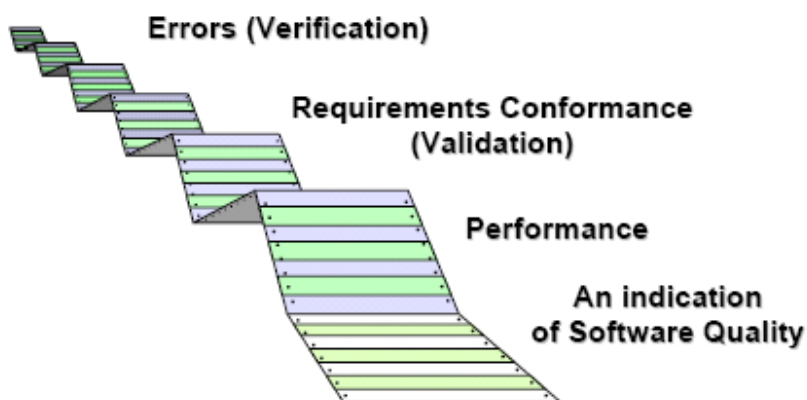 Errors (Verification)
Requirements Conformance
(Validation)
Performance
An indication
of Software Quality